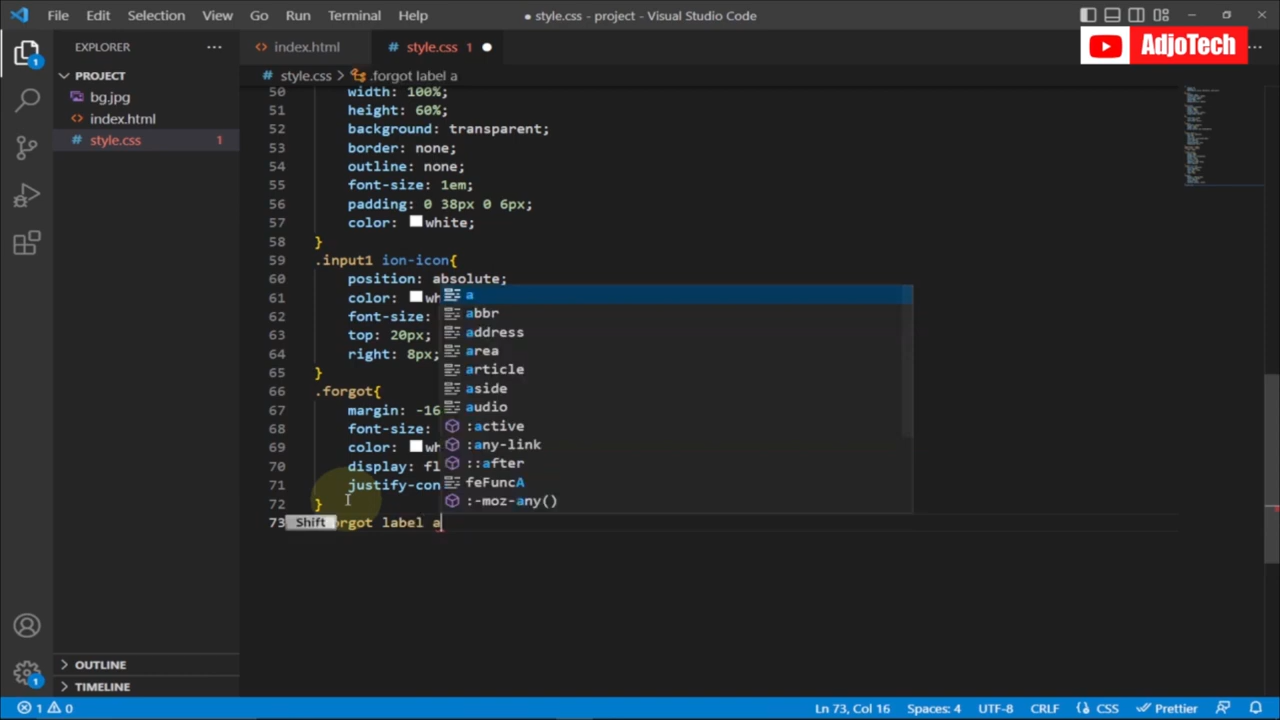 File Edit Selection View Go Run Terminal Help
● style.css - project - Visual Studio Code
AdjoTech
EXPLORER ···
<> index.html
# style.css 1 ●
PROJECT
bg.jpg
<> index.html
# style.css 1
# style.css > .forgot label a
50 width: 100%;
51 height: 60%;
52 background: transparent;
53 border: none;
54 outline: none;
55 font-size: 1em;
56 padding: 0 38px 0 6px;
57 color: white;
58 }
59 .input1 ion-icon{
60 position: absolute;
61 color: wh
62 font-size:
63 top: 20px;
64 right: 8px;
65 }
66 .forgot{
67 margin: -16
68 font-size:
69 color: wh
70 display: fl
71 justify-con
72 }
73 Shift orgot label a
a
abbr
address
area
article
aside
audio
:active
:any-link
::after
feFuncA
:-moz-any()
1
OUTLINE
1
TIMELINE
1 0
Ln 73, Col 16 Spaces: 4 UTF-8 CRLF {} CSS Prettier